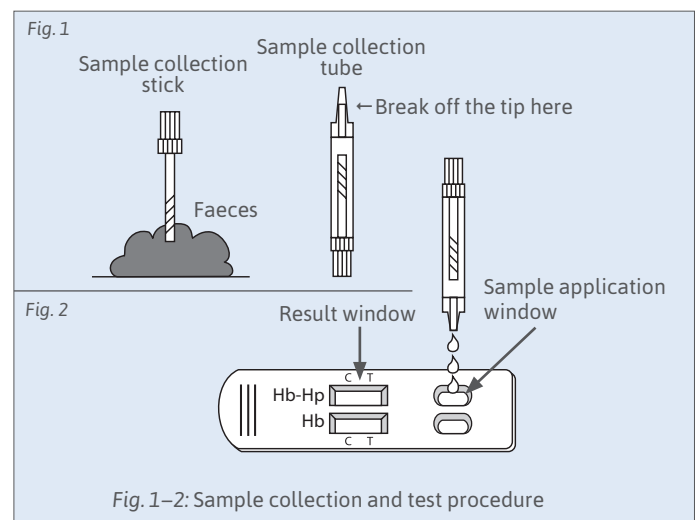 Fig. 1
Sample collection
stick
Sample collection
tube
←Break off the tip here
Faeces
Fig. 2
Result window
Sample application
window
C T
Hb-Hp
Hb
C T
Fig. 1–2: Sample collection and test procedure